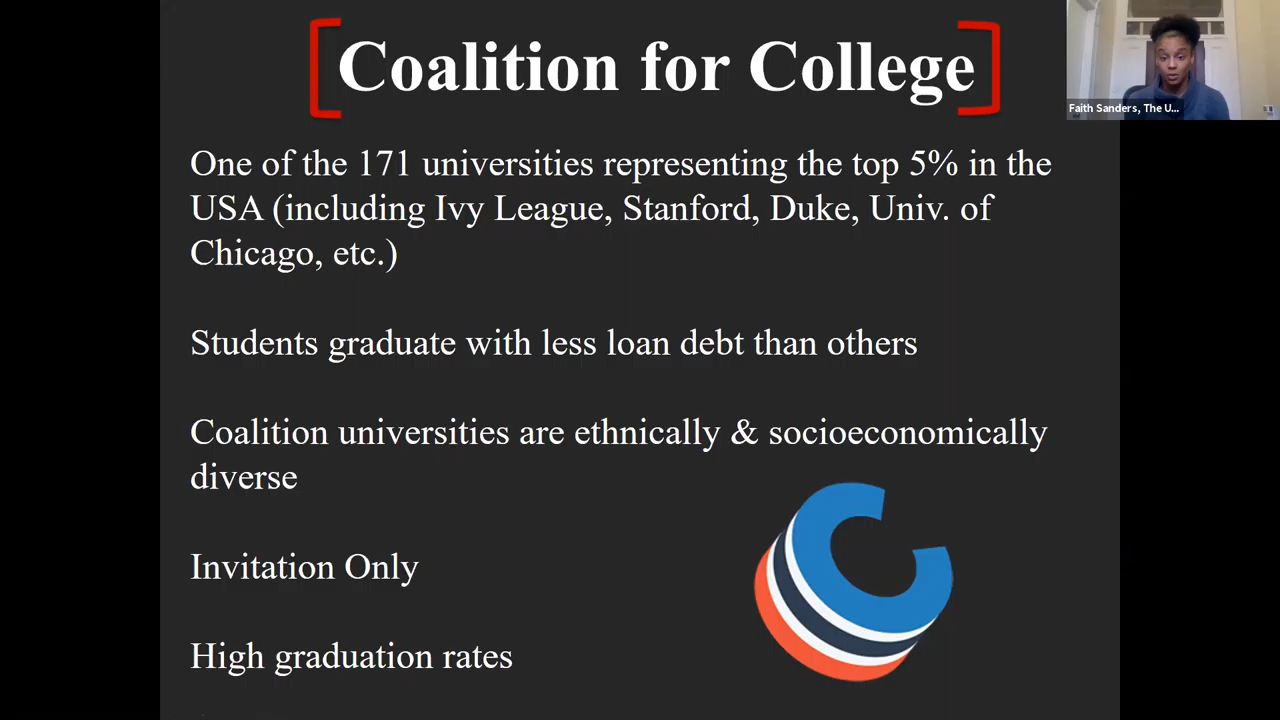 Coalition for College
Faith Sanders, The U...
One of the 171 universities representing the top 5% in the
USA (including Ivy League, Stanford, Duke, Univ. of
Chicago, etc.)
Students graduate with less loan debt than others
Coalition universities are ethnically & socioeconomically
diverse
Invitation Only
High graduation rates